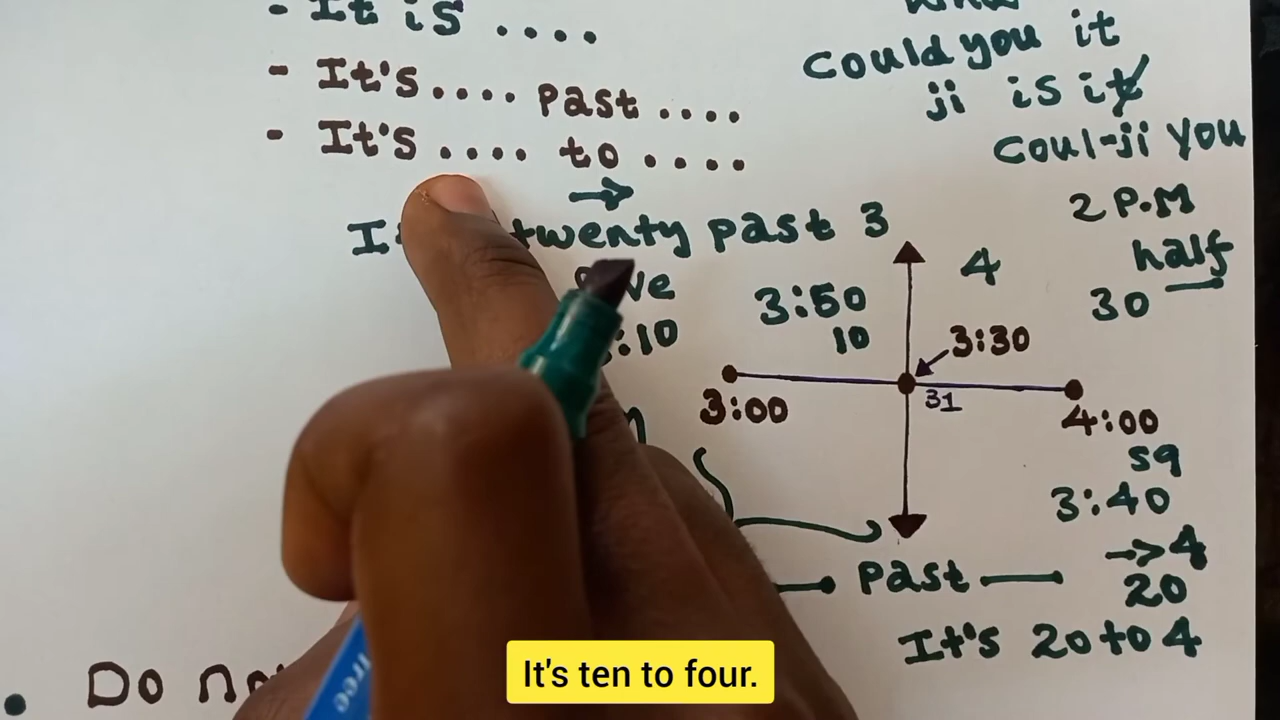 - It is ....
- It's .... past ....
- It's .... to ....
twenty past 3
:10
3:50
10
4
3:30
3:00
31
4:00
could you it
ji is it
coul-ji you
2 P.M
half
30
59
3:40
→ 4
20
past
It's 20 to 4
• Do
free
It's ten to four.